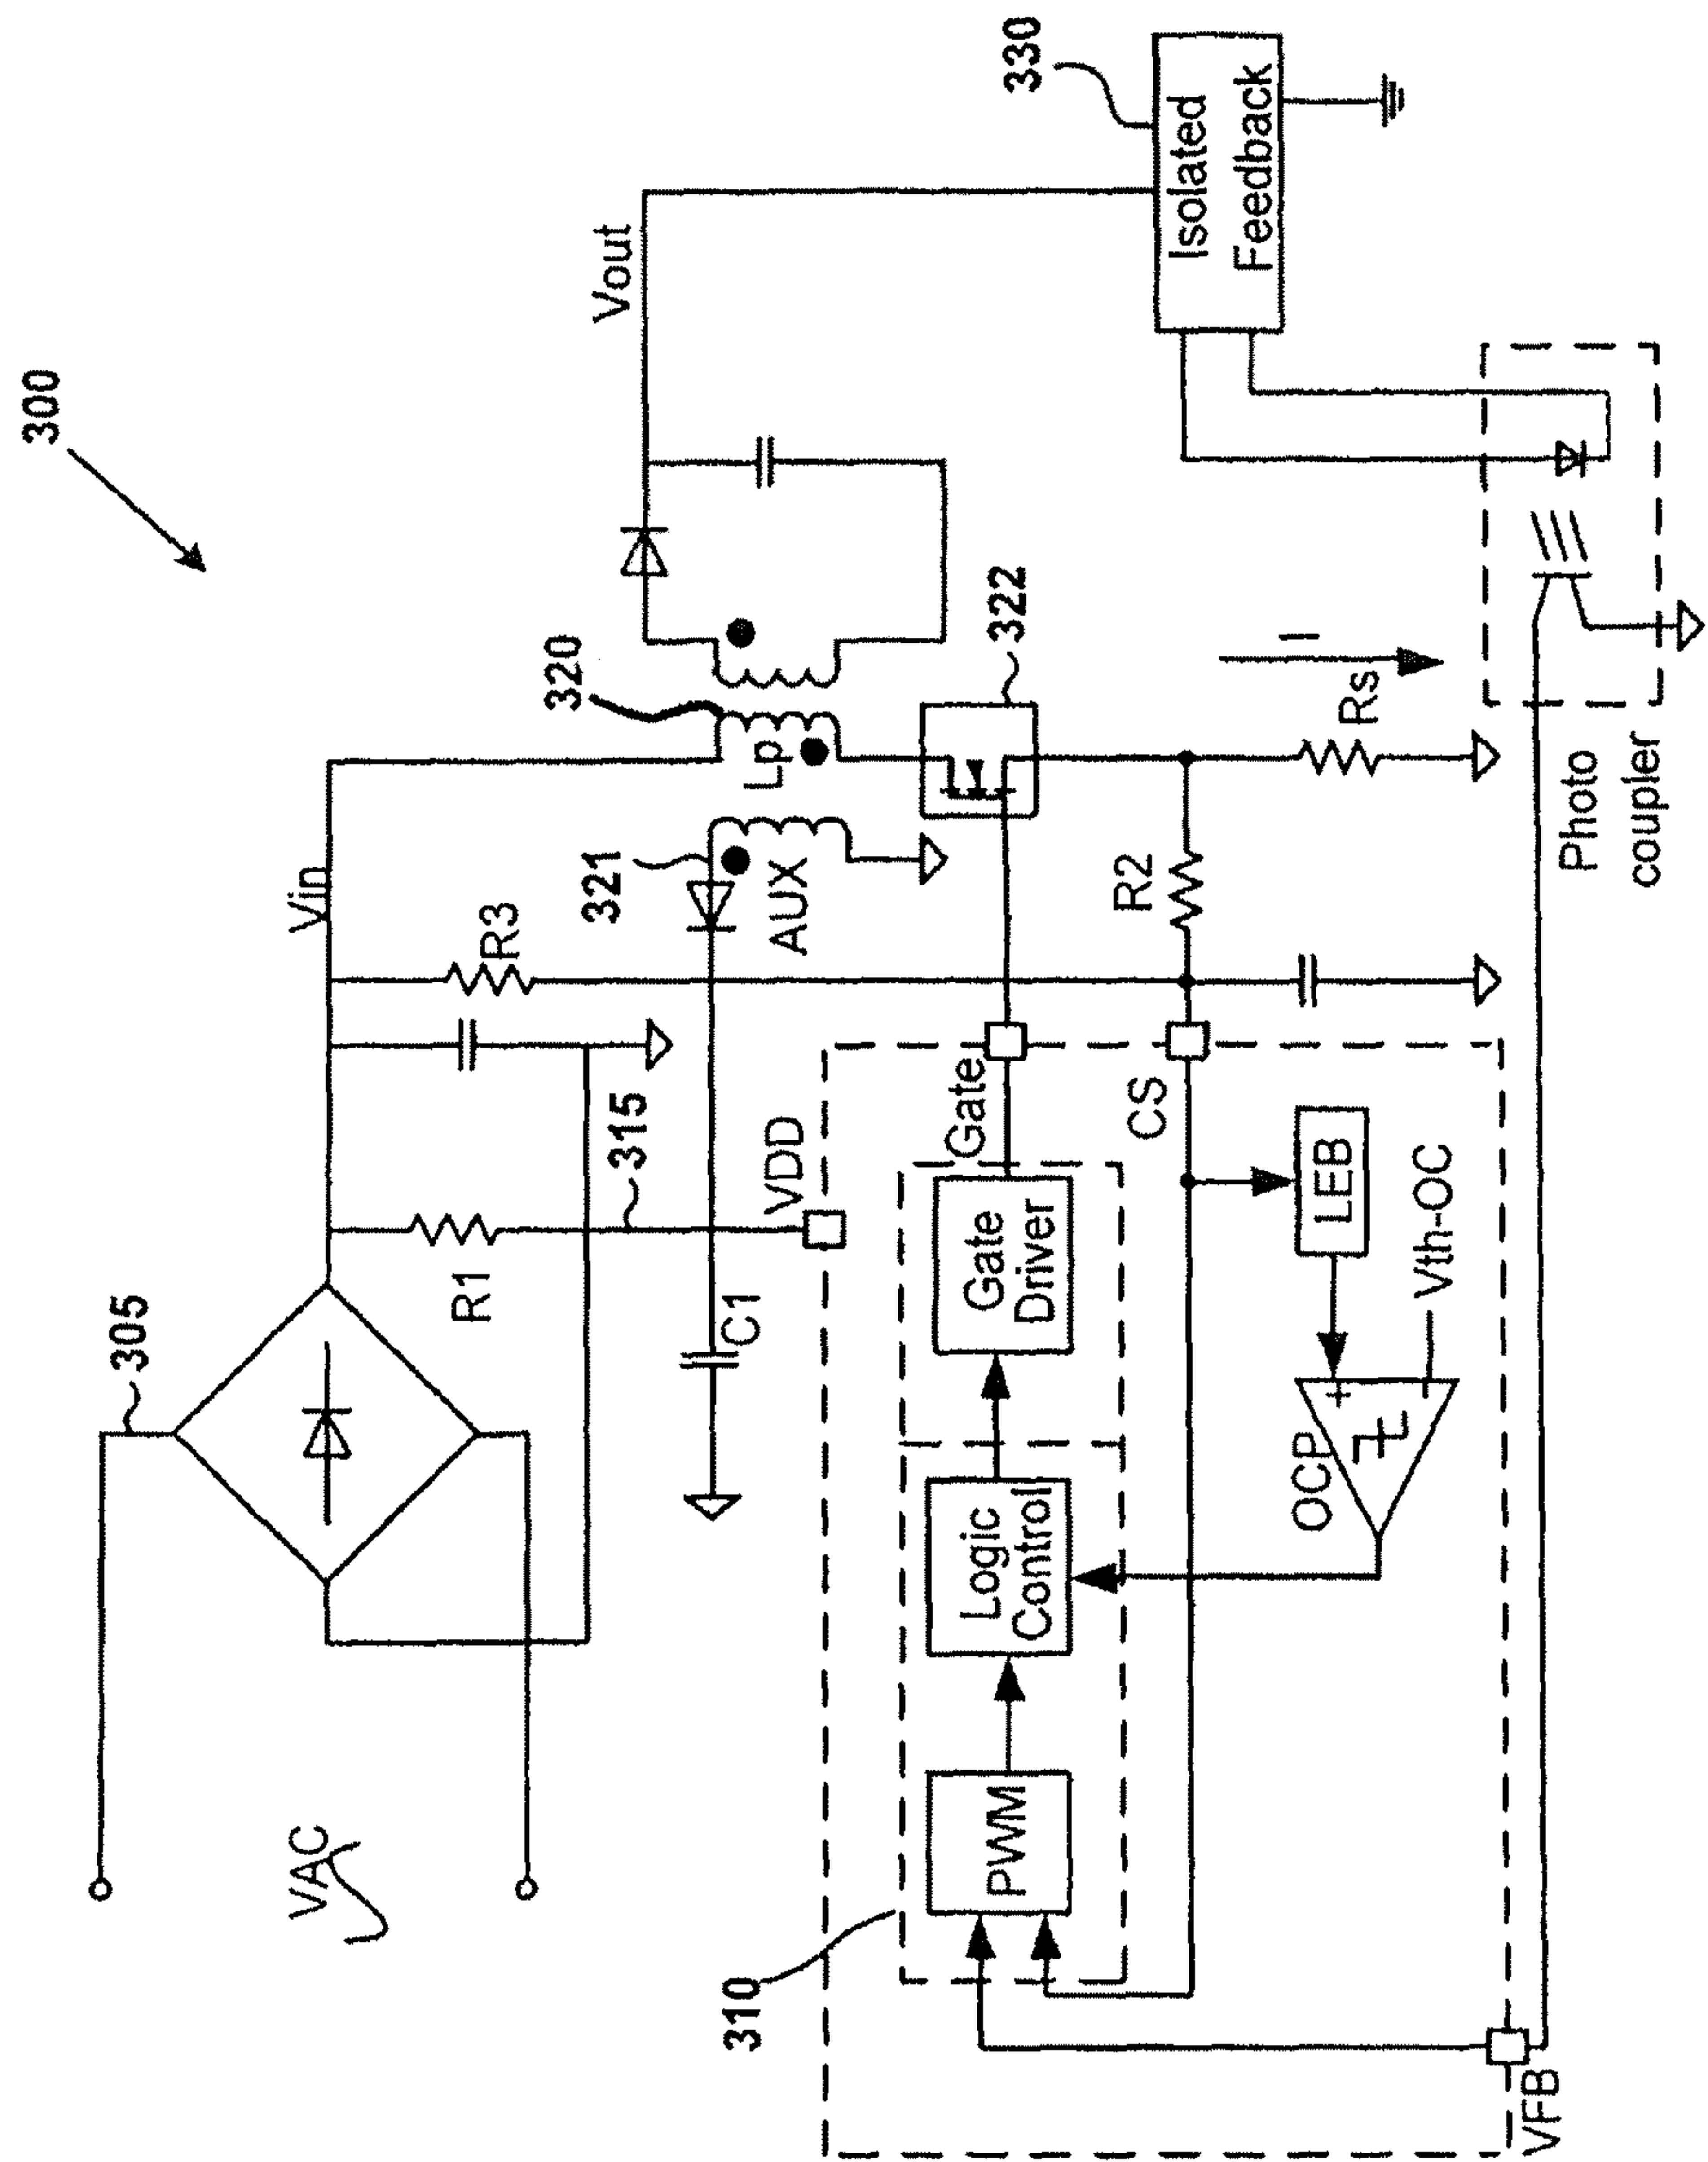 300
305
VAC
Vin
R1
R3
315
C1
321
AUX
320
Lp
Vout
322
330
Isolated
Feedback
310
VDD
Gate
CS
PWM
Logic
Control
Gate
Driver
OCP
+
-
LEB
Vth-OC
R2
Rs
I
VFB
Photo
coupler